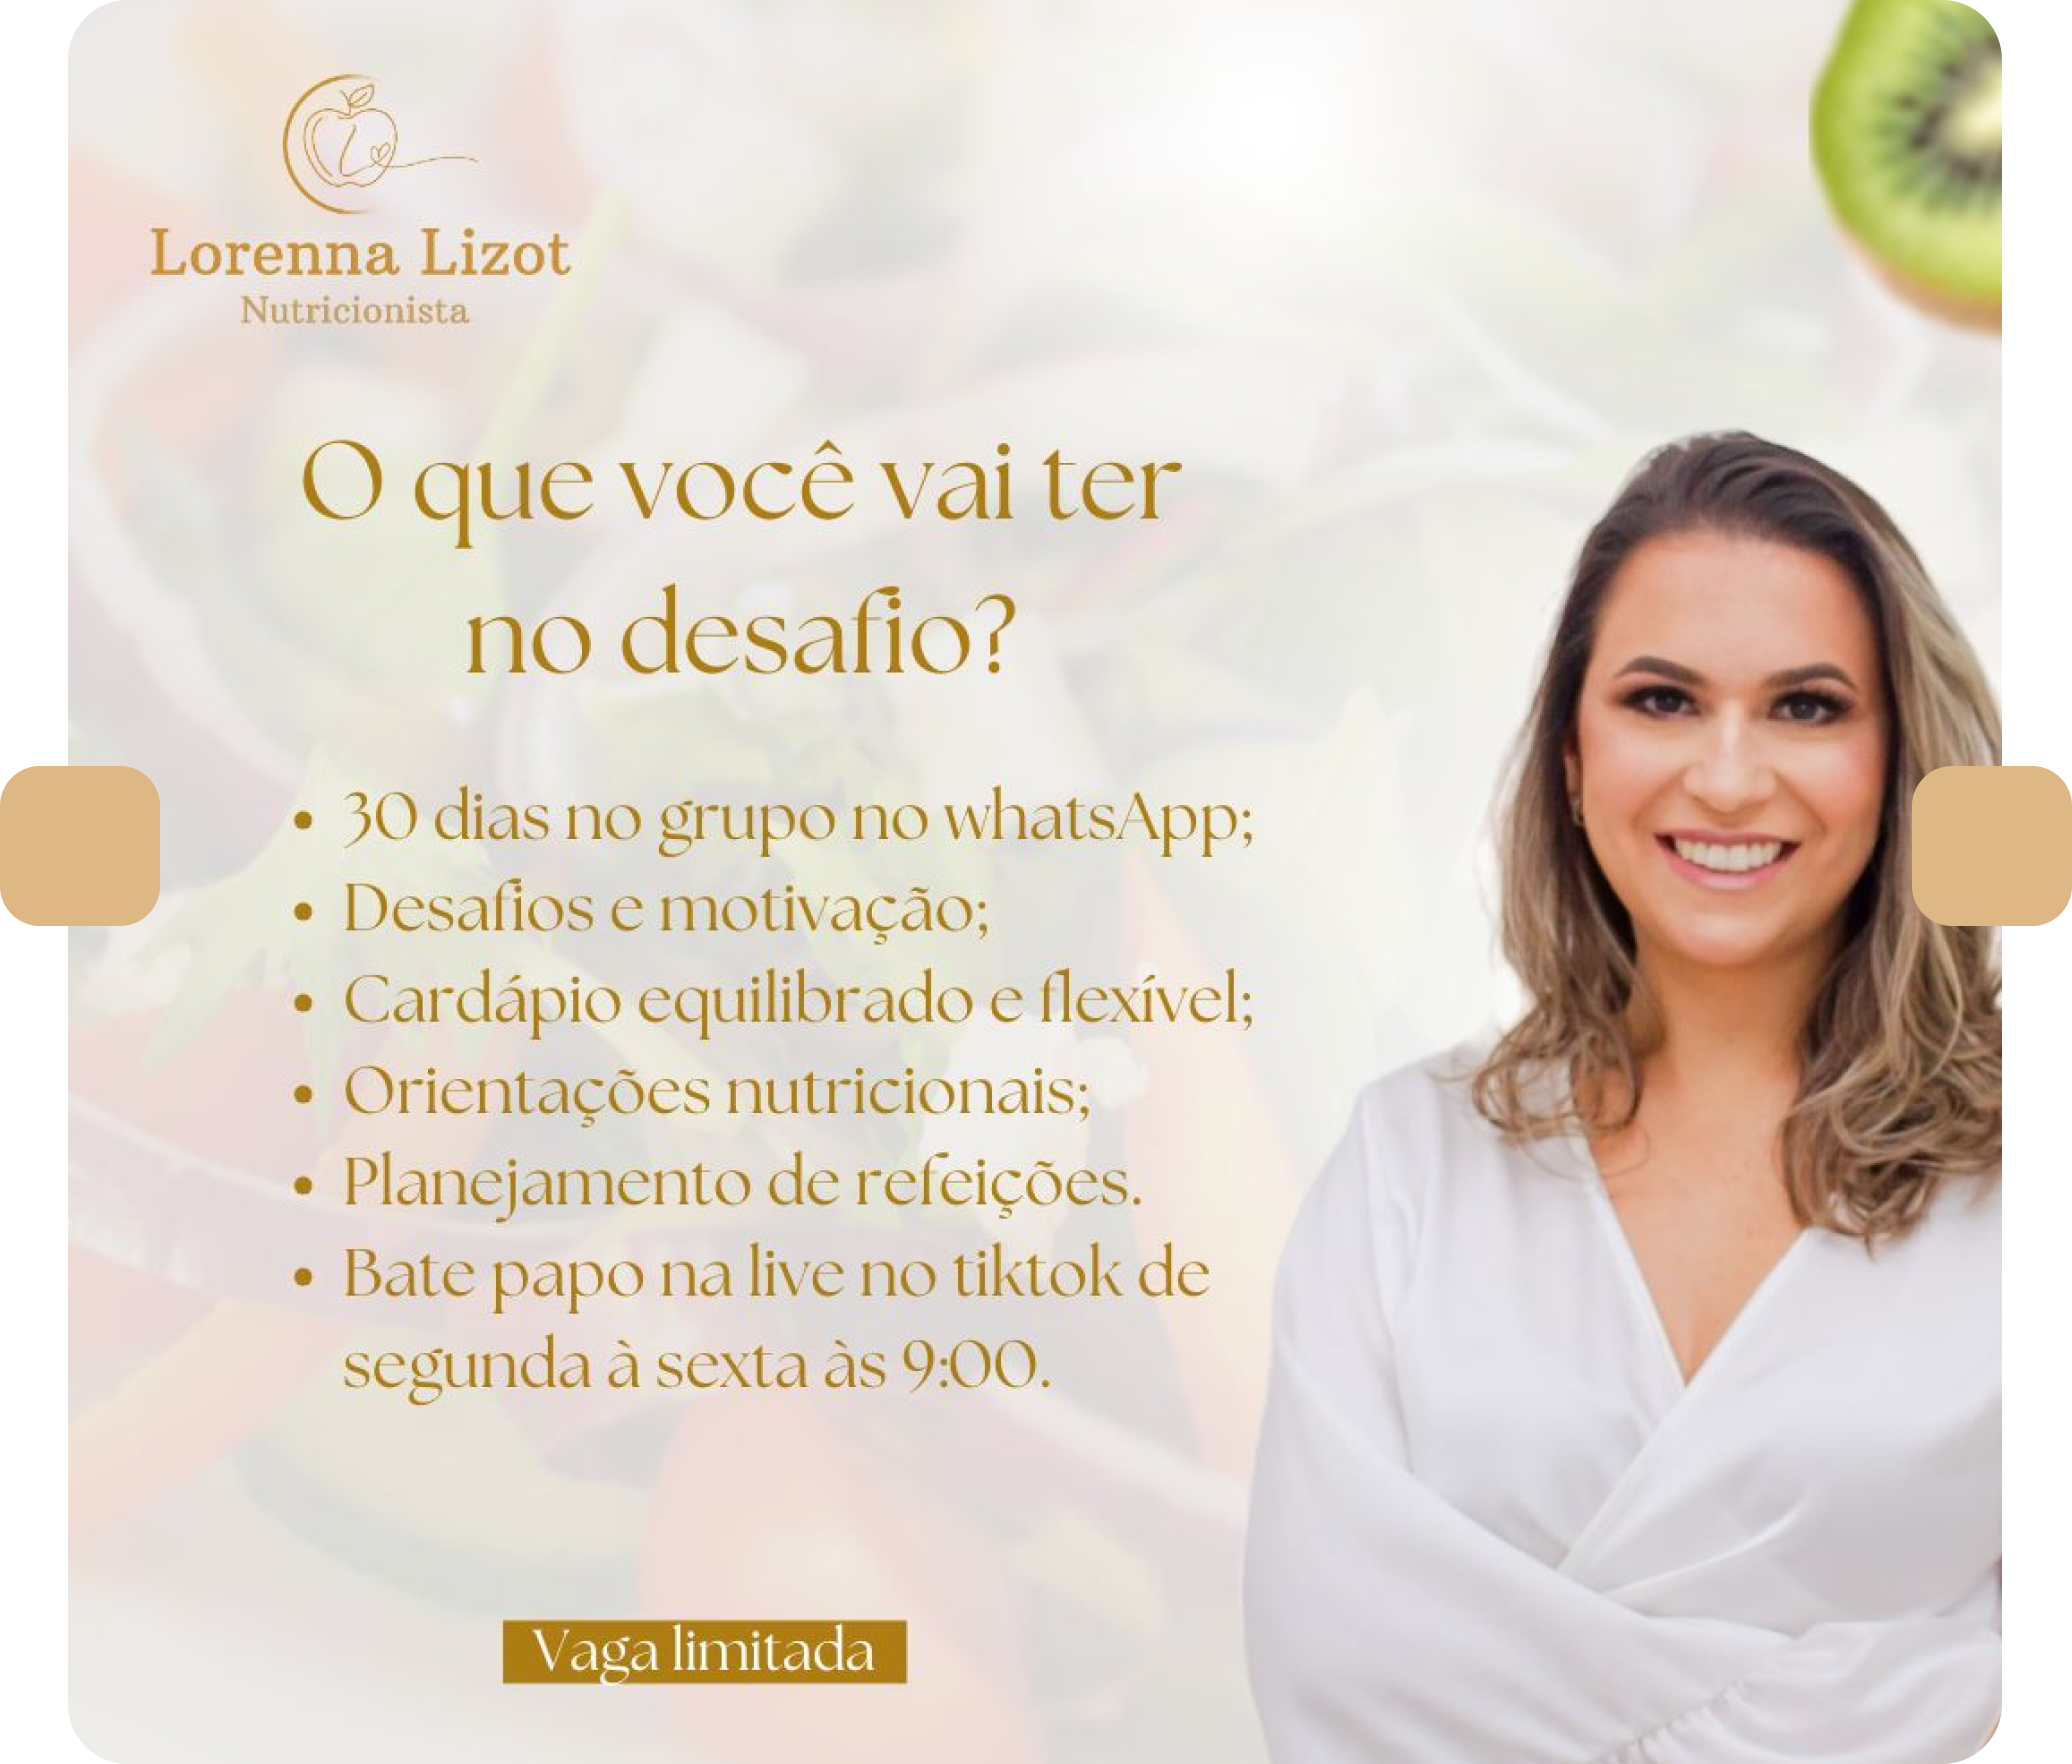 Lorenna Lizot
Nutricionista
O que você vai ter
no desafio?
• 30 dias no grupo no whatsApp;
• Desafios e motivação;
• Cardápio equilibrado e flexível;
• Orientações nutricionais;
• Planejamento de refeições.
• Bate papo na live no tiktok de
segunda à sexta às 9:00.
Vaga limitada